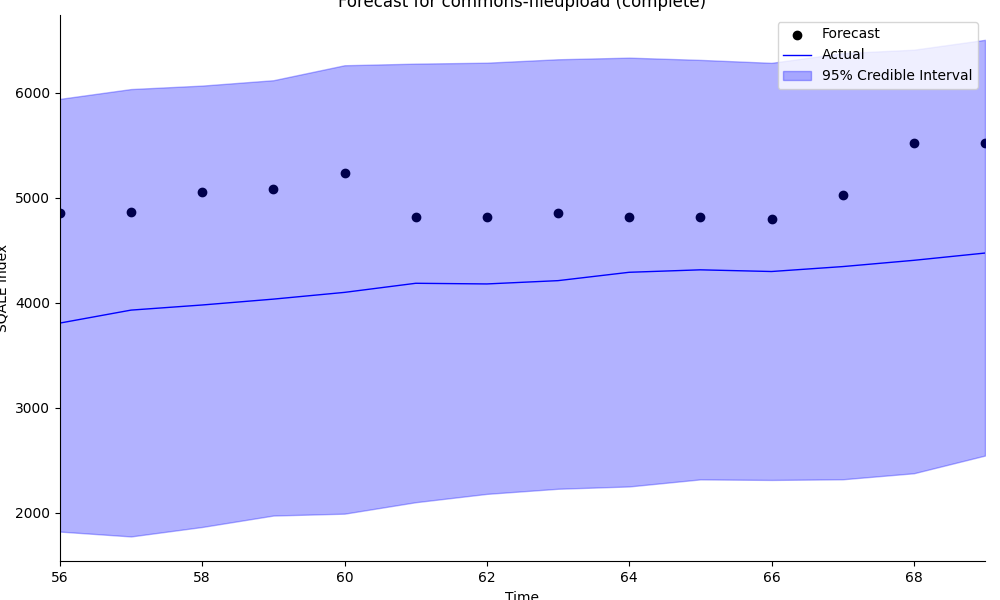 Forecast for commons-fileupload (complete)
Forecast
Actual
95% Credible Interval
6000
5000
4000
3000
2000
SQALE Index
56
58
60
62
64
66
68
Time